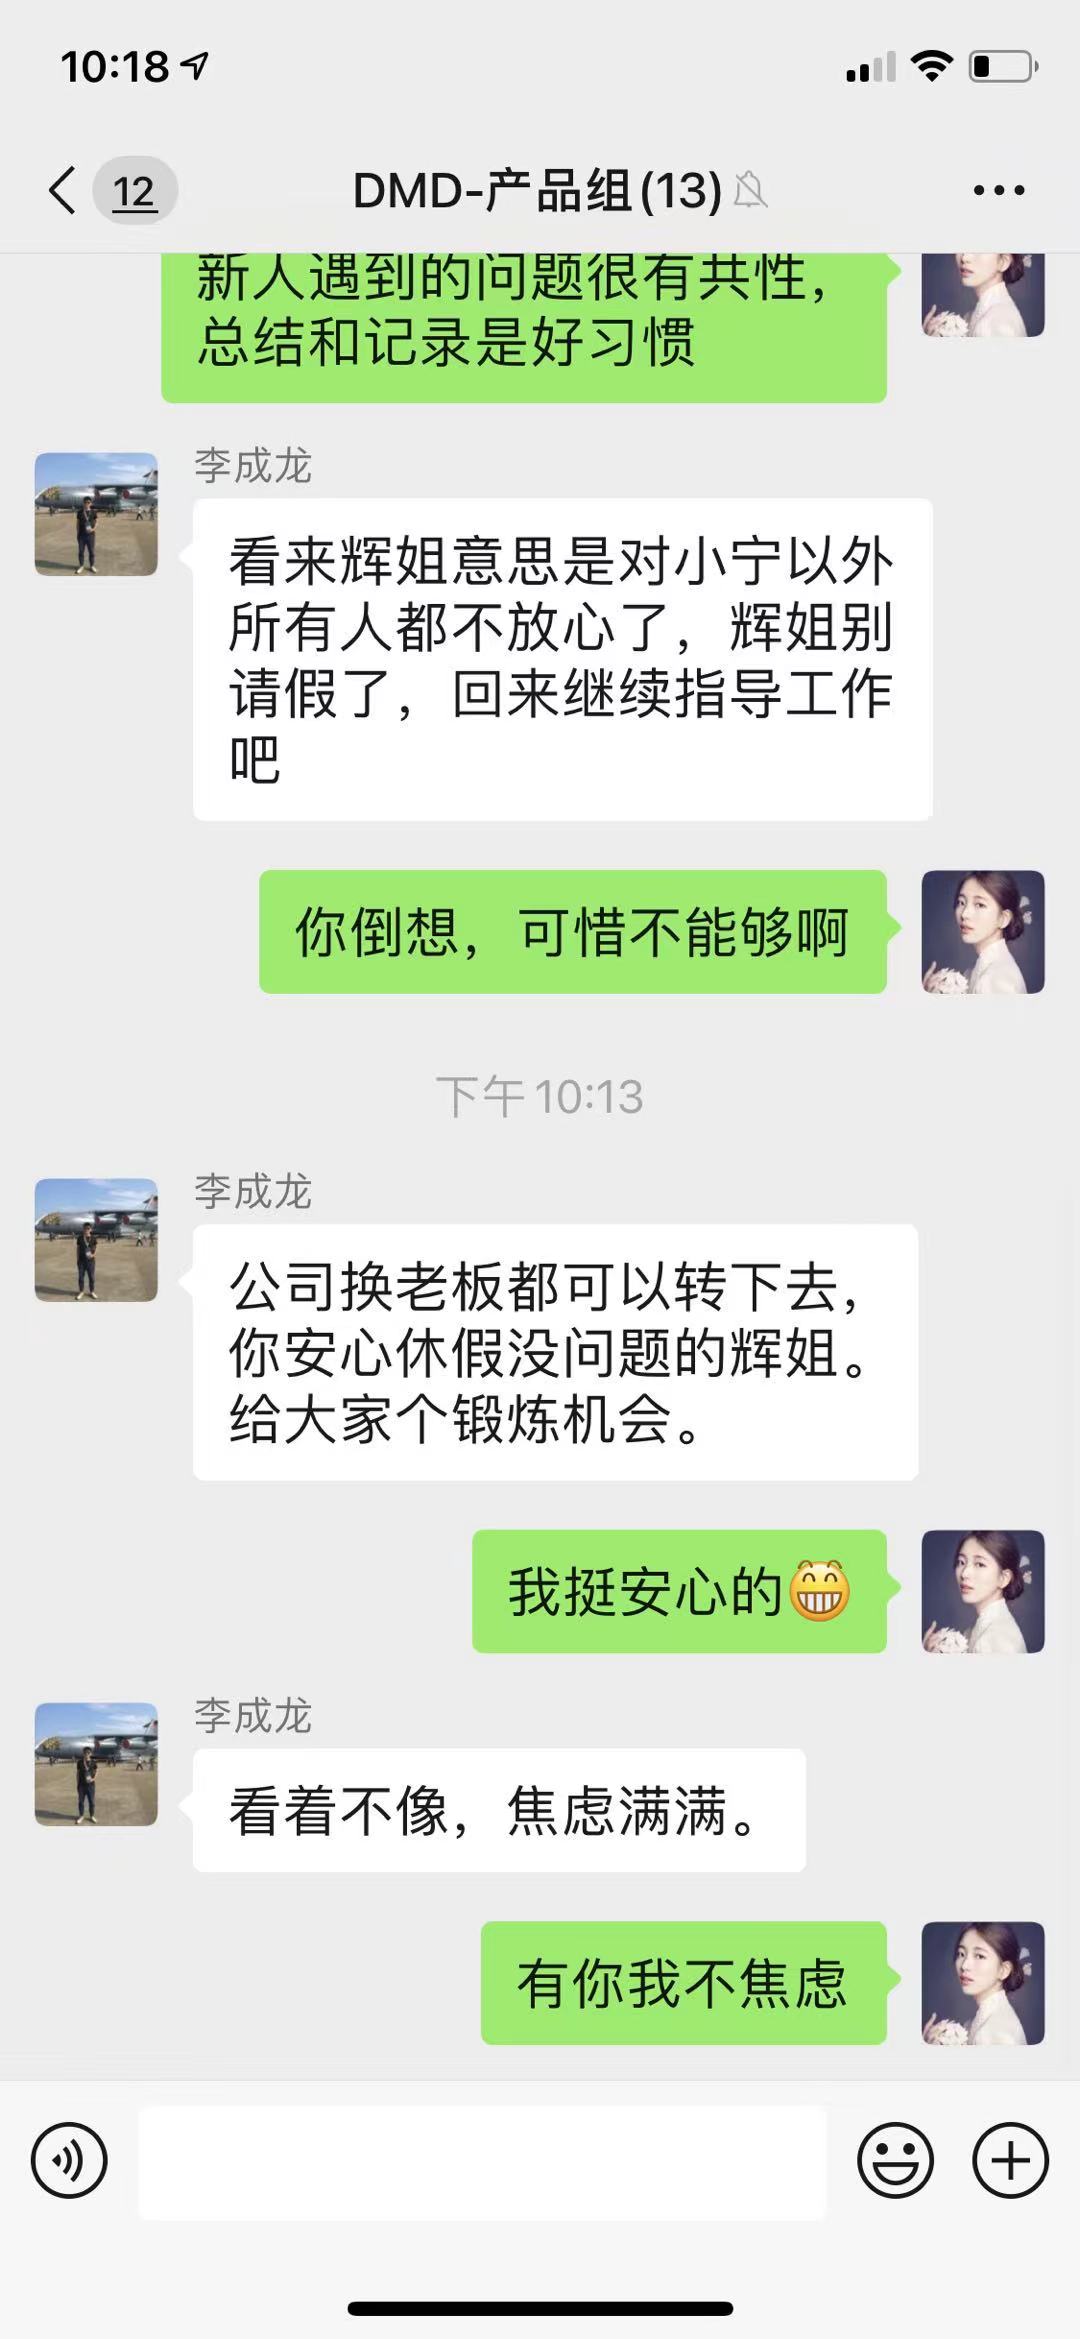 10:18
12
DMD-产品组(13)
新人遇到的问题很有共性，
总结和记录是好习惯
李成龙
看来辉姐意思是对小宁以外
所有人都不放心了，辉姐别
请假了，回来继续指导工作
吧
你倒想，可惜不能够啊
下午10:13
李成龙
公司换老板都可以转下去，
你安心休假没问题的辉姐。
给大家个锻炼机会。
我挺安心的😁
李成龙
看着不像，焦虑满满。
有你我不焦虑